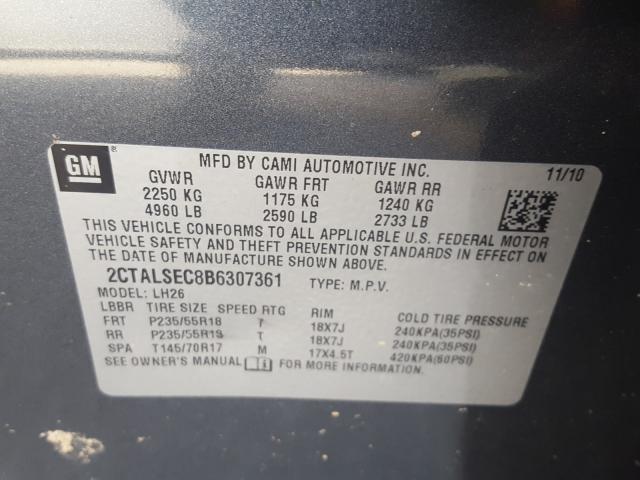 GM ®
MFD BY CAMI AUTOMOTIVE INC. 11/10
GVWR GAWR FRT GAWR RR
2250 KG 1175 KG 1240 KG
4960 LB 2590 LB 2733 LB
THIS VEHICLE CONFORMS TO ALL APPLICABLE U.S. FEDERAL MOTOR
VEHICLE SAFETY AND THEFT PREVENTION STANDARDS IN EFFECT ON
THE DATE OF MANUFACTURE SHOWN ABOVE.
2CTALSEC8B6307361 TYPE: M.P.V.
MODEL: LH26
LBBR TIRE SIZE SPEED RTG RIM COLD TIRE PRESSURE
FRT P235/55R18 T 18X7J 240KPA(35PSI)
RR P235/55R18 T 18X7J 240KPA(35PSI)
SPA T145/70R17 M 17X4.5T 420KPA(60PSI)
SEE OWNER'S MANUAL FOR MORE INFORMATION.